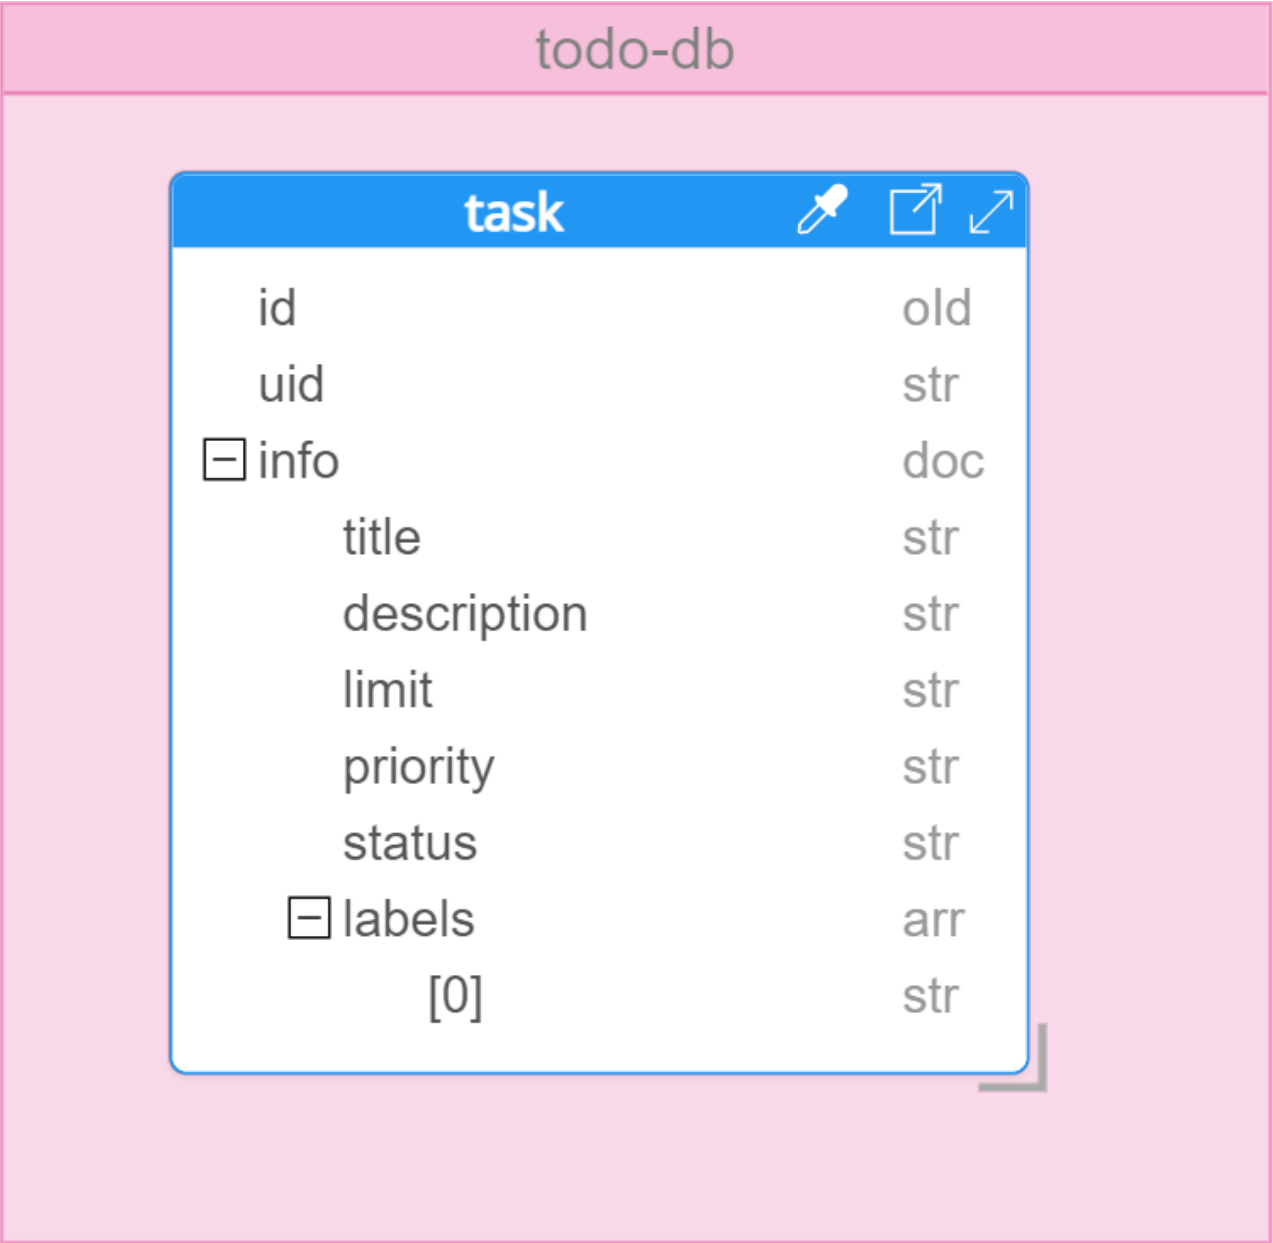 todo-db
task
id old
uid str
info doc
title str
description str
limit str
priority str
status str
labels arr
[0] str